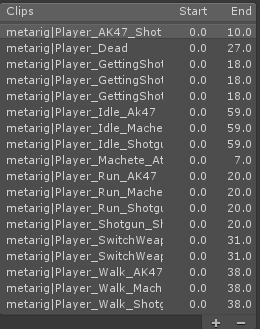 Clips Start End
metarig|Player_AK47_Shot 0.0 10.0
metarig|Player_Dead 0.0 27.0
metarig|Player_GettingShot 0.0 18.0
metarig|Player_GettingShot 0.0 18.0
metarig|Player_GettingShot 0.0 18.0
metarig|Player_Idle_Ak47 0.0 59.0
metarig|Player_Idle_Mache 0.0 59.0
metarig|Player_Idle_Shotgu 0.0 59.0
metarig|Player_Machete_At 0.0 7.0
metarig|Player_Run_AK47 0.0 20.0
metarig|Player_Run_Mache 0.0 20.0
metarig|Player_Run_Shotgu 0.0 20.0
metarig|Player_Shotgun_Sh 0.0 20.0
metarig|Player_SwitchWeap 0.0 31.0
metarig|Player_SwitchWeap 0.0 31.0
metarig|Player_Walk_AK47 0.0 38.0
metarig|Player_Walk_Mach 0.0 38.0
metarig|Player_Walk_Shotg 0.0 38.0
+ −